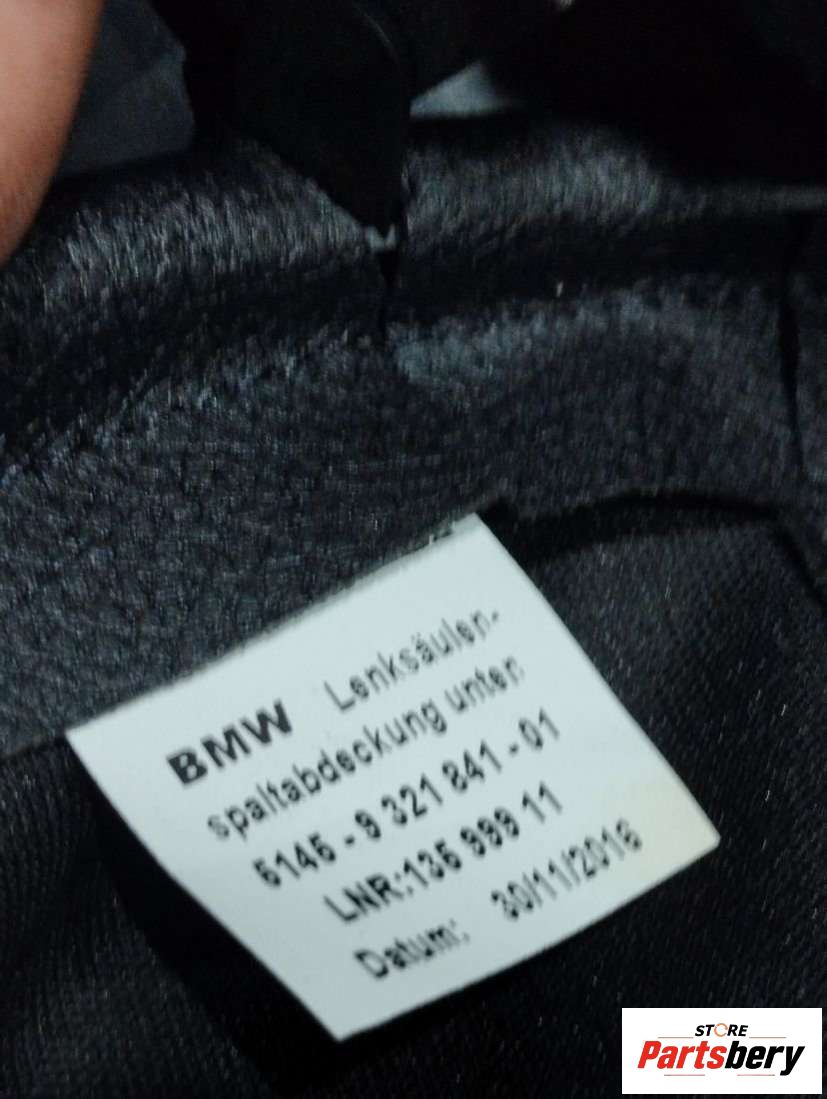 BMW Lenksäulen-
spaltabdeckung unten
5145 - 9 321 841 - 01
LNR:135 999 11
Datum: 30/11/2016
STORE
Partsbery